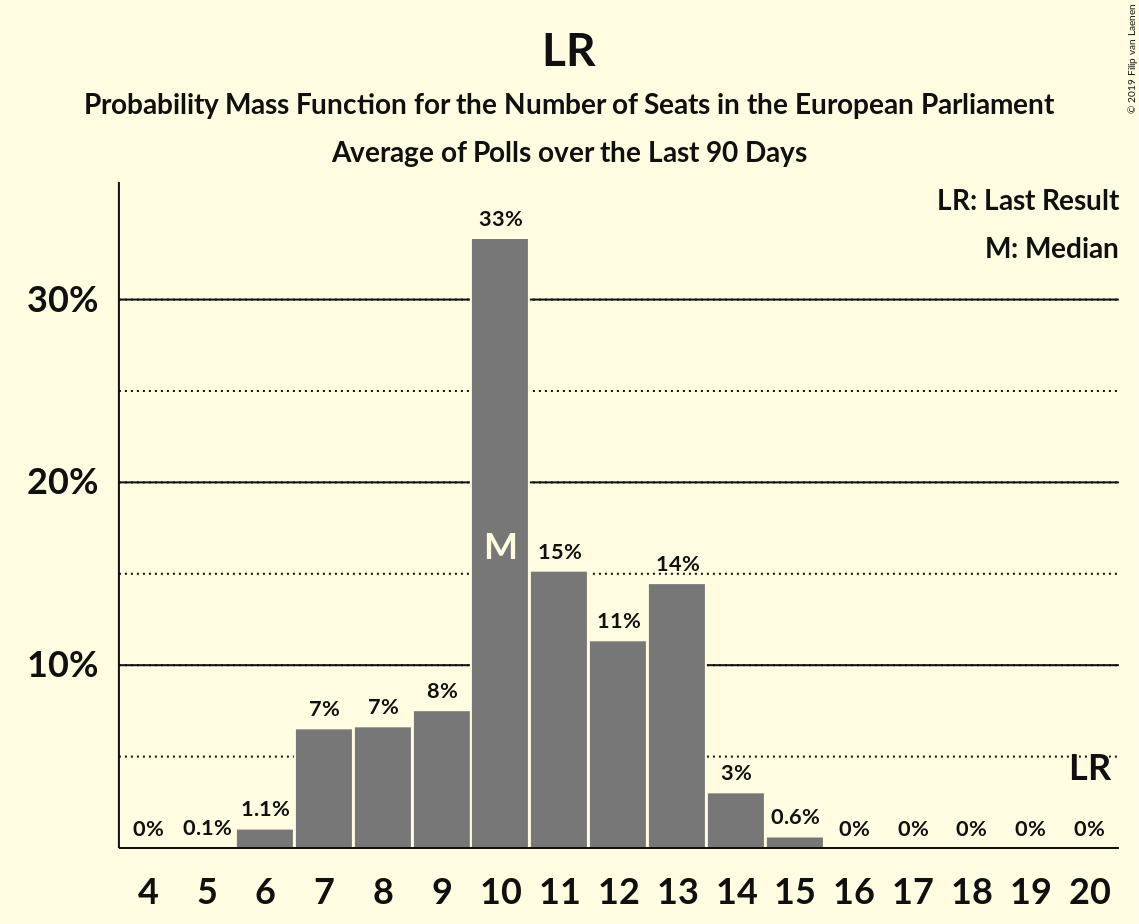 LR
Probability Mass Function for the Number of Seats in the European Parliament
Average of Polls over the Last 90 Days
© 2019 Filip van Laenen
LR: Last Result
M: Median
30%
20%
10%
0%
0.1%
1.1%
7%
7%
8%
33%
15%
11%
14%
3%
0.6%
0%
0%
0%
0%
0%
M
LR
4 5 6 7 8 9 10 11 12 13 14 15 16 17 18 19 20